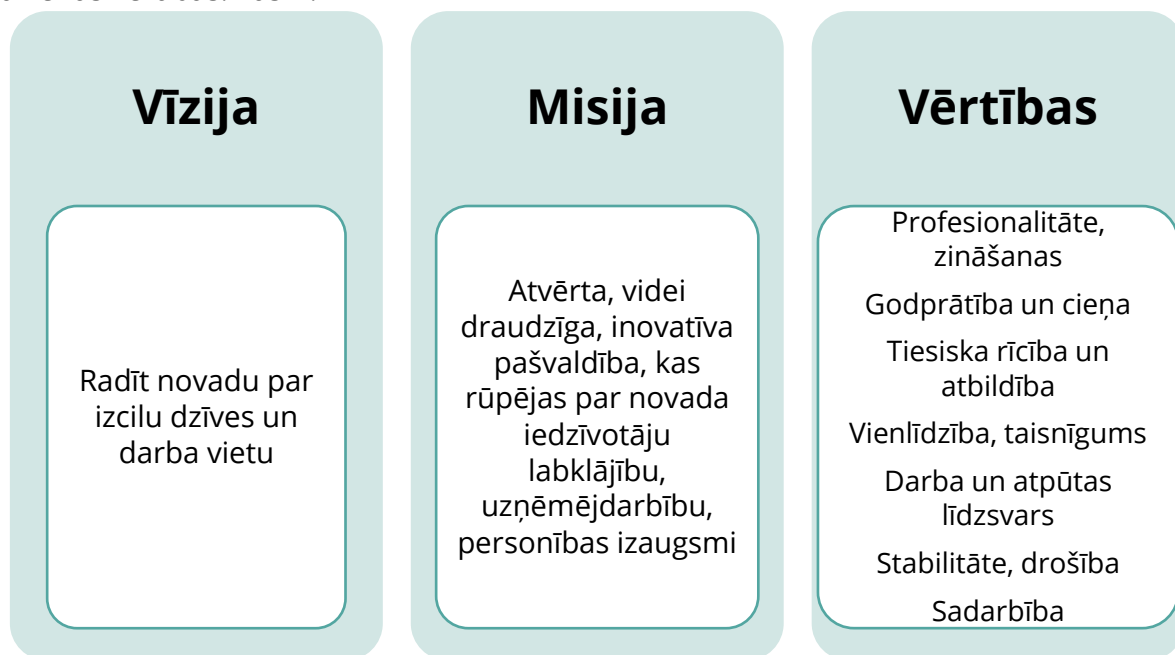 Vīzija
Radīt novadu par
izcilu dzīves un
darba vietu
Misija
Atvērta, videi
draudzīga, inovatīva
pašvaldība, kas
rūpējas par novada
iedzīvotāju
labklājību,
uzņēmējdarbību,
personības izaugsmi
Vērtības
Profesionalitāte,
zināšanas
Godprātība un cieņa
Tiesiska rīcība un
atbildība
Vienlīdzība, taisnīgums
Darba un atpūtas
līdzsvars
Stabilitāte, drošība
Sadarbība